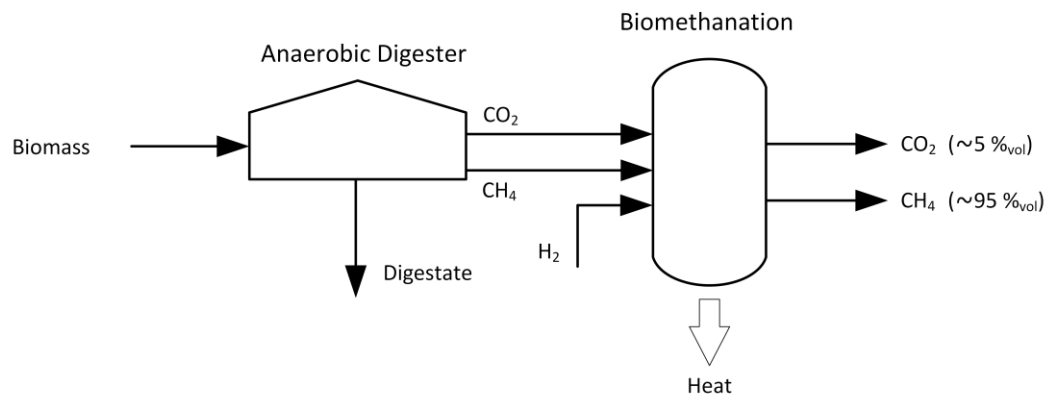 Biomethanation
Anaerobic Digester
Biomass
CO₂
CH₄
H₂
Digestate
CO₂ (~5 %vol)
CH₄ (~95 %vol)
Heat